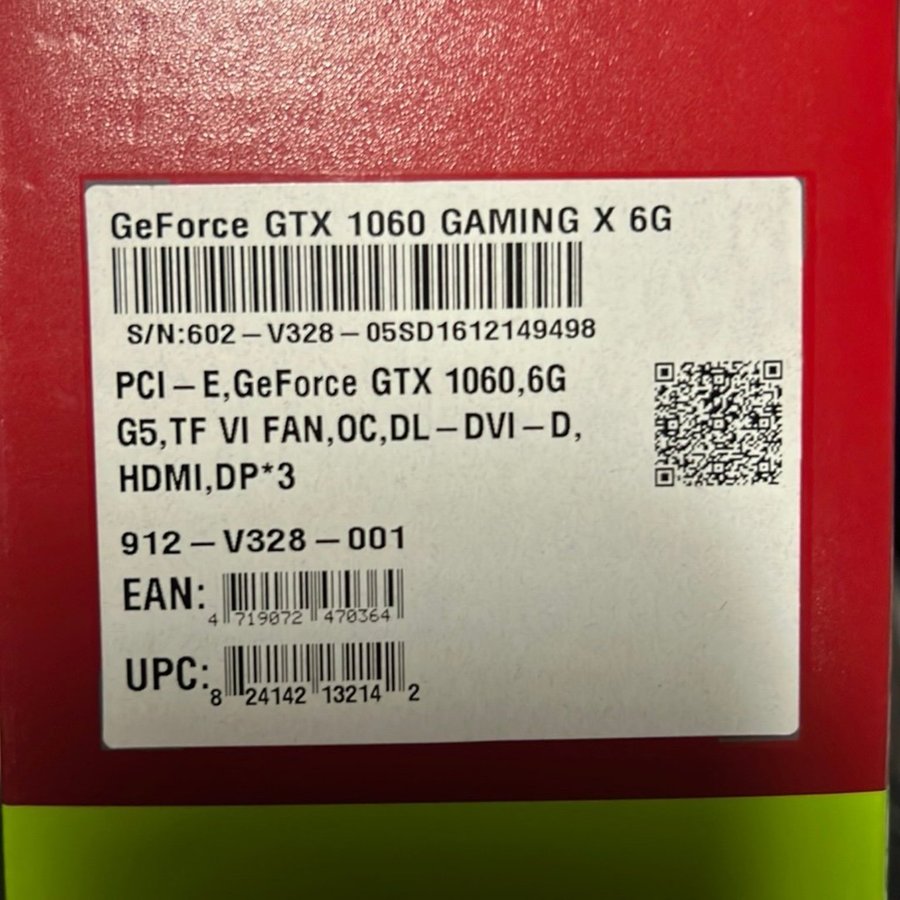 GeForce GTX 1060 GAMING X 6G
S/N:602-V328-05SD1612149498
PCI-E,GeForce GTX 1060,6G
G5,TF VI FAN,OC,DL-DVI-D,
HDMI,DP*3
912-V328-001
EAN: 4 719072 470364
UPC: 8 24142 13214 2